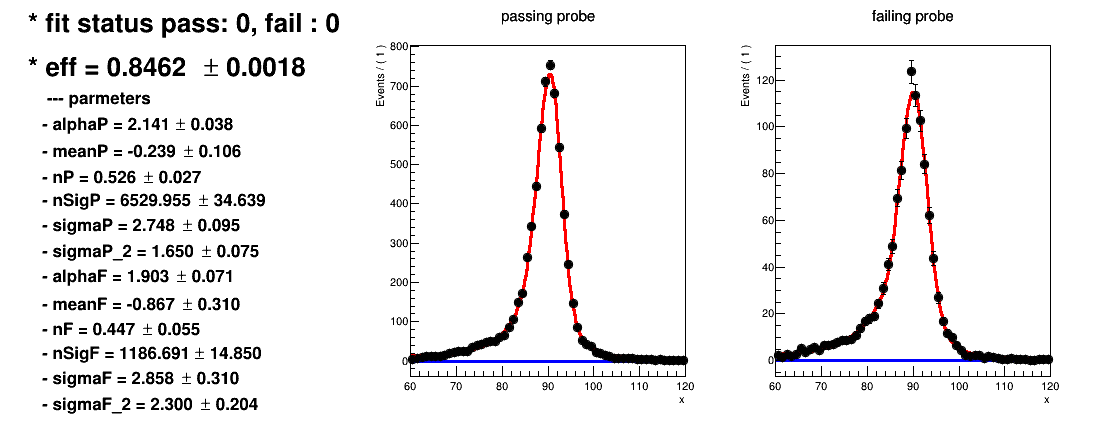 * fit status pass: 0, fail : 0
* eff = 0.8462 ± 0.0018
--- parmeters
- alphaP = 2.141 ± 0.038
- meanP = -0.239 ± 0.106
- nP = 0.526 ± 0.027
- nSigP = 6529.955 ± 34.639
- sigmaP = 2.748 ± 0.095
- sigmaP_2 = 1.650 ± 0.075
- alphaF = 1.903 ± 0.071
- meanF = -0.867 ± 0.310
- nF = 0.447 ± 0.055
- nSigF = 1186.691 ± 14.850
- sigmaF = 2.858 ± 0.310
- sigmaF_2 = 2.300 ± 0.204
passing probe
Events / ( 1 )
800
700
600
500
400
300
200
100
0
60 70 80 90 100 110 120
x
failing probe
Events / ( 1 )
120
100
80
60
40
20
0
60 70 80 90 100 110 120
x